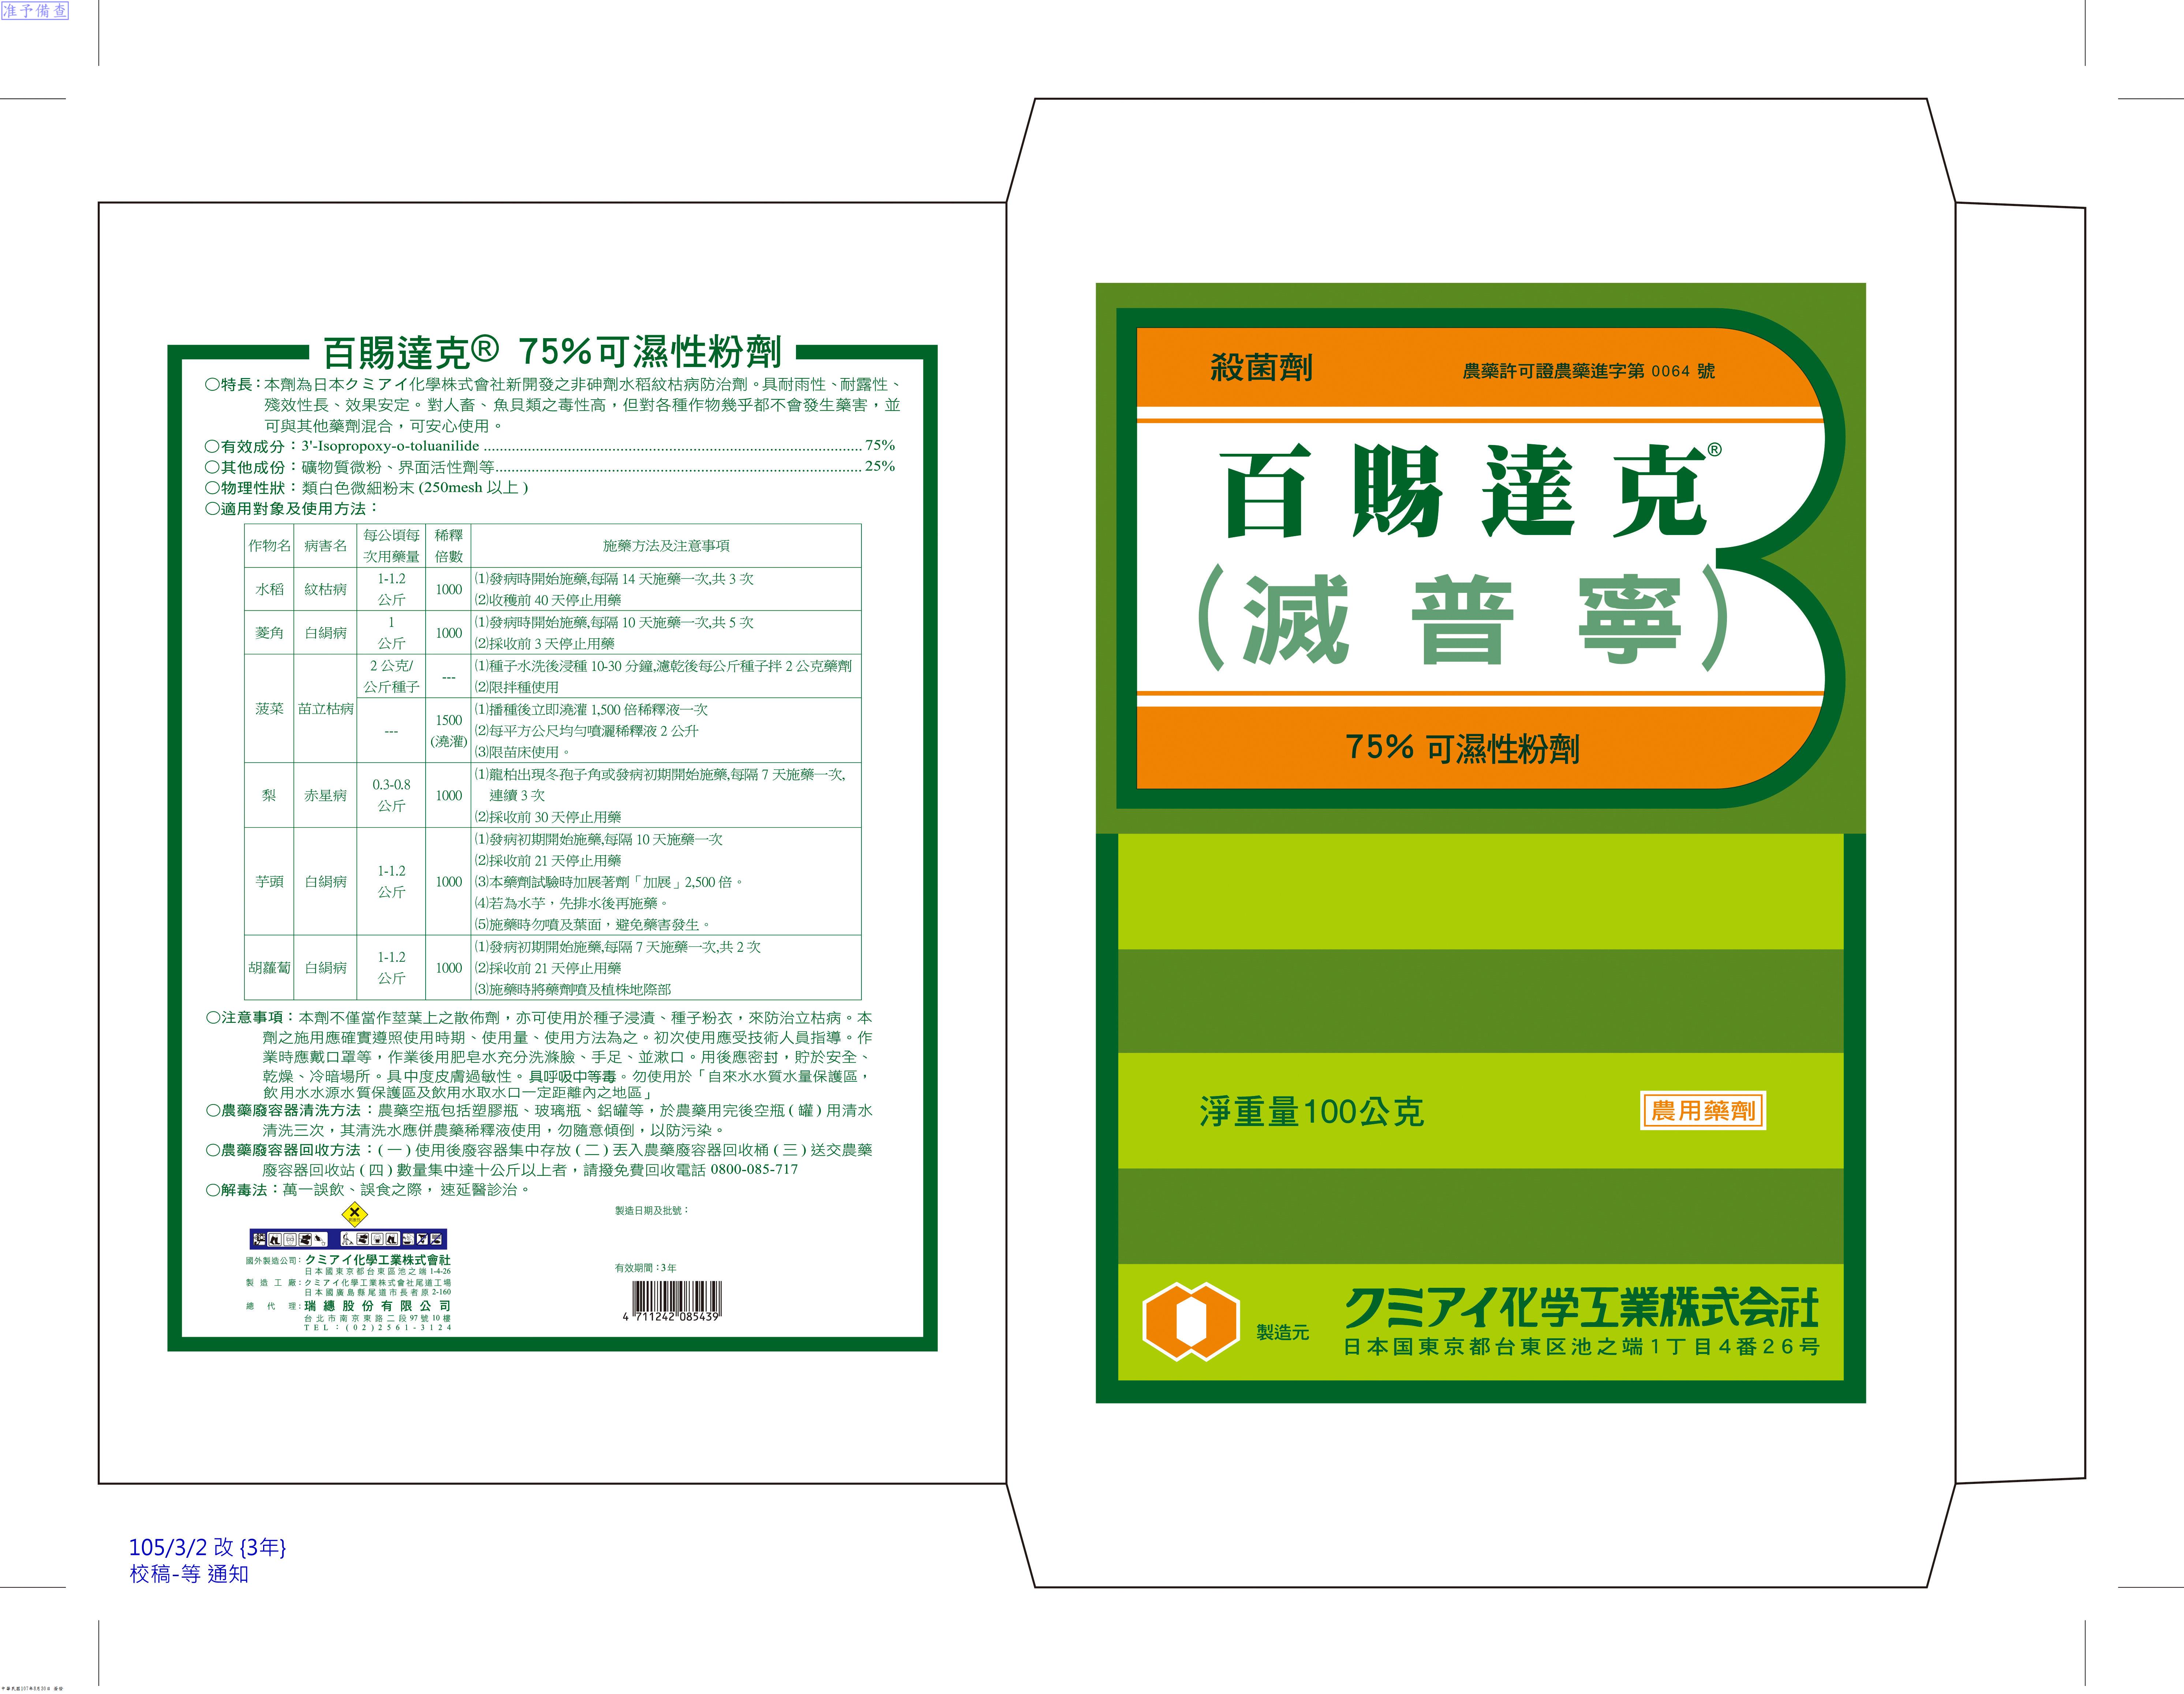 准予備查
百賜達克® 75%可濕性粉劑
○特長:本劑為日本クミアイ化學株式會社新開發之非砷劑水稻紋枯病防治劑。具耐雨性、耐露性、
殘效性長、效果安定。對人畜、魚貝類之毒性高,但對各種作物幾乎都不會發生藥害,並
可與其他藥劑混合,可安心使用。
○有效成分:3'-Isopropoxy-o-toluanilide ........ 75%
○其他成份:礦物質微粉、界面活性劑等........ 25%
○物理性狀:類白色微細粉末 (250mesh 以上 )
○適用對象及使用方法:
作物名 病害名 每公頃每次用藥量 稀釋倍數 施藥方法及注意事項
水稻 紋枯病 1-1.2 公斤 1000
(1)發病時開始施藥,每隔 14 天施藥一次,共 3 次
(2)收穫前 40 天停止用藥
菱角 白絹病 1 公斤 1000
(1)發病時開始施藥,每隔 10 天施藥一次,共 5 次
(2)採收前 3 天停止用藥
菠菜 苗立枯病 2 公克/公斤種子 ---
(1)種子水洗後浸種 10-30 分鐘,濾乾後每公斤種子拌 2 公克藥劑
(2)限拌種使用
--- 1500 (澆灌)
(1)播種後立即澆灌 1,500 倍稀釋液一次
(2)每平方公尺均勻噴灑稀釋液 2 公升
(3)限苗床使用。
梨 赤星病 0.3-0.8 公斤 1000
(1)龍柏出現冬孢子角或發病初期開始施藥,每隔 7 天施藥一次,
連續 3 次
(2)採收前 30 天停止用藥
芋頭 白絹病 1-1.2 公斤 1000
(1)發病初期開始施藥,每隔 10 天施藥一次
(2)採收前 21 天停止用藥
(3)本藥劑試驗時加展著劑「加展」2,500 倍。
(4)若為水芋,先排水後再施藥。
(5)施藥時勿噴及葉面,避免藥害發生。
胡蘿蔔 白絹病 1-1.2 公斤 1000
(1)發病初期開始施藥,每隔 7 天施藥一次,共 2 次
(2)採收前 21 天停止用藥
(3)施藥時將藥劑噴及植株地際部
○注意事項:本劑不僅當作莖葉上之散佈劑,亦可使用於種子浸漬、種子粉衣,來防治立枯病。本
劑之施用應確實遵照使用時期、使用量、使用方法為之。初次使用應受技術人員指導。作
業時應戴口罩等,作業後用肥皂水充分洗滌臉、手足、並漱口。用後應密封,貯於安全、
乾燥、冷暗場所。具中度皮膚過敏性。具呼吸中等毒。勿使用於「自來水水質水量保護區,
飲用水水源水質保護區及飲用水取水口一定距離內之地區」
○農藥廢容器清洗方法:農藥空瓶包括塑膠瓶、玻璃瓶、鋁罐等,於農藥用完後空瓶 ( 罐 ) 用清水
清洗三次,其清洗水應併農藥稀釋液使用,勿隨意傾倒,以防污染。
○農藥廢容器回收方法:( 一 ) 使用後廢容器集中存放 ( 二 ) 丟入農藥廢容器回收桶 ( 三 ) 送交農藥
廢容器回收站 ( 四 ) 數量集中達十公斤以上者,請撥免費回收電話 0800-085-717
○解毒法:萬一誤飲、誤食之際,速延醫診治。
製造日期及批號:
國外製造公司:クミアイ化學工業株式會社
日本國東京都台東區池之端 1-4-26
製造工廠:クミアイ化學工業株式會社尾道工場
日本國廣島縣尾道市長者原 2-160
總代理:瑞繐股份有限公司
台北市南京東路二段 97 號 10 樓
TEL:(02)2561-3124
有效期間:3年
4 711242 085439
殺菌劑
農藥許可證農藥進字第 0064 號
百賜達克®
(滅普寧)
75% 可濕性粉劑
淨重量100公克
農用藥劑
製造元
クミアイ化学工業株式会社
日本国東京都台東区池之端1丁目4番26号
105/3/2 改 {3年}
校稿-等 通知